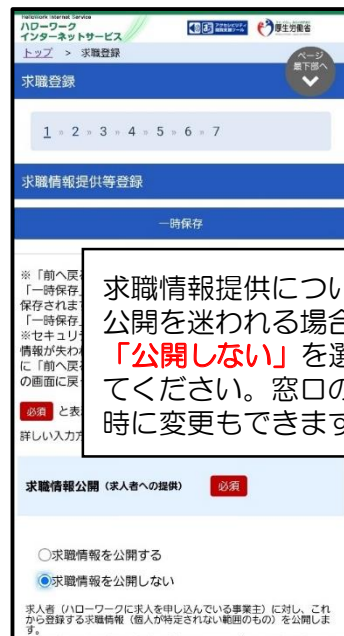 HelloWork Internet Service
ハローワーク
インターネットサービス
厚生労働省
トップ > 求職登録
ページ
最下部へ
求職登録
1 » 2 » 3 » 4 » 5 » 6 » 7
求職情報提供等登録
一時保存
※「前へ戻
「一時保存
保存されま
「一時保存
※セキュリ
情報が失わ
に「前へ戻
の画面に戻
求職情報提供につい
公開を迷われる場合
「公開しない」を選
てください。窓口の
時に変更もできます
必須 と表
詳しい入力方
求職情報公開（求人者への提供） 必須
求職情報を公開する
求職情報を公開しない
求人者（ハローワークに求人を申し込んでいる事業主）に対し、これ
から登録する求職情報（個人が特定されない範囲のもの）を公開しま
す。